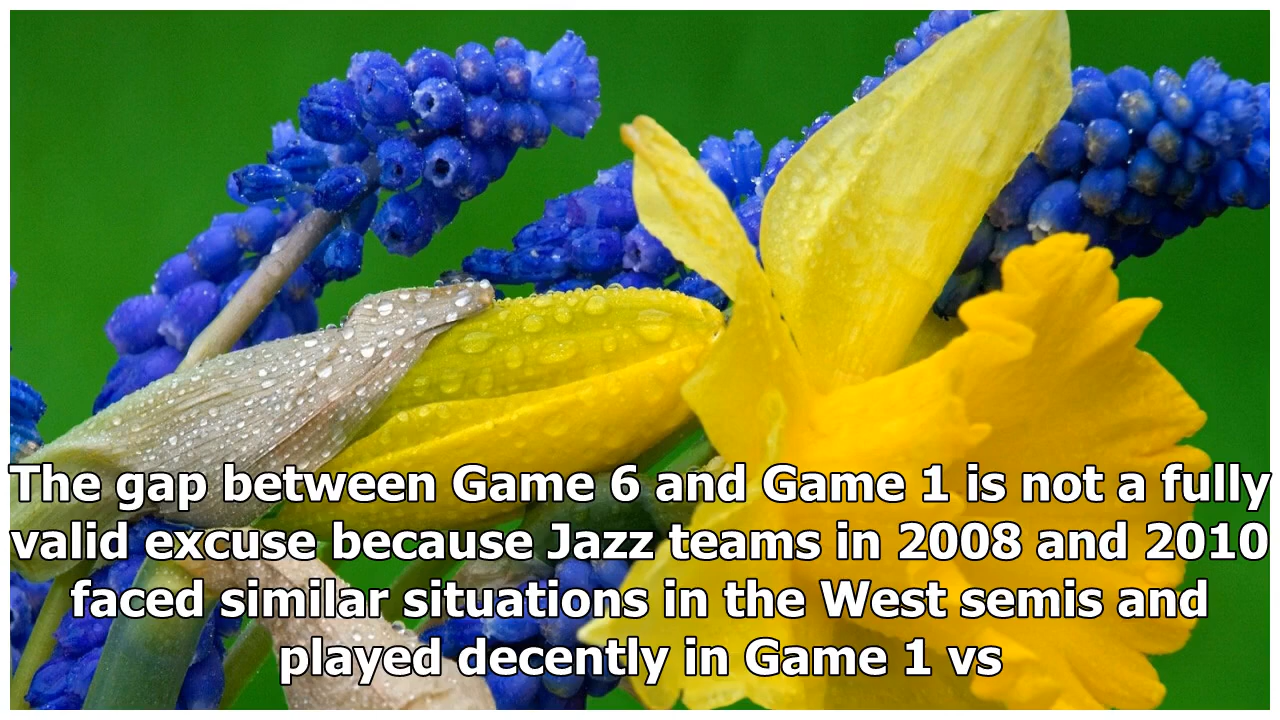 The gap between Game 6 and Game 1 is not a fully
valid excuse because Jazz teams in 2008 and 2010
faced similar situations in the West semis and
played decently in Game 1 vs